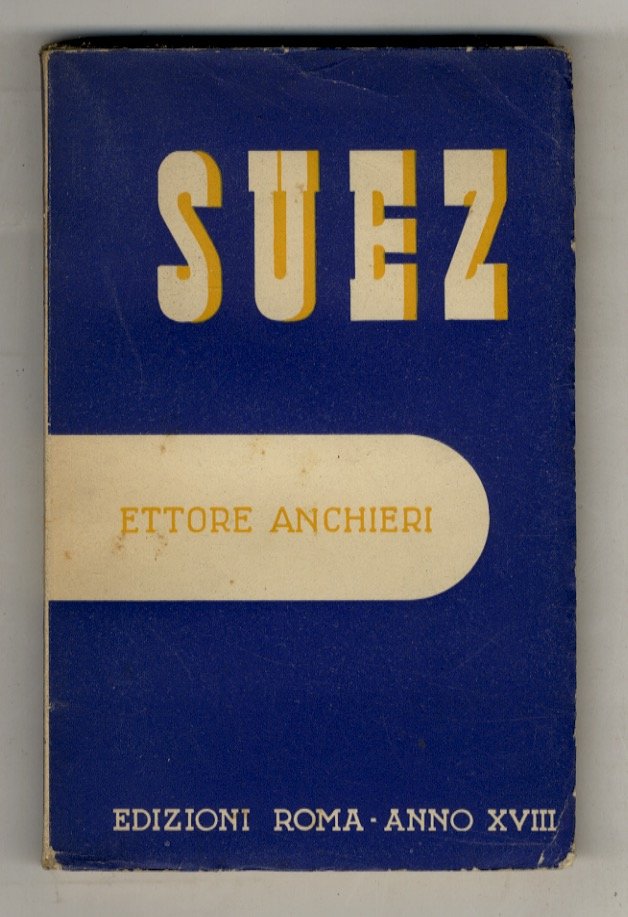 SUEZ
ETTORE ANCHIERI
EDIZIONI ROMA - ANNO XVIII